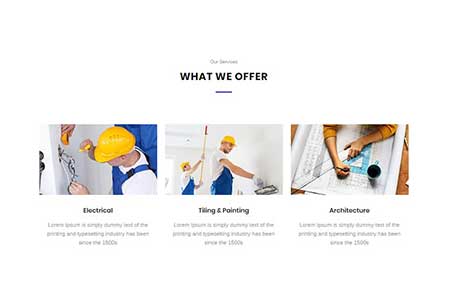 Our Services
WHAT WE OFFER
Electrical
Lorem Ipsum is simply dummy text of the
printing and typesetting industry has been
since the 1500s
Tiling & Painting
Lorem Ipsum is simply dummy text of the
printing and typesetting industry has been
since the 1500s
Architecture
Lorem Ipsum is simply dummy text of the
printing and typesetting industry has been
since the 1500s